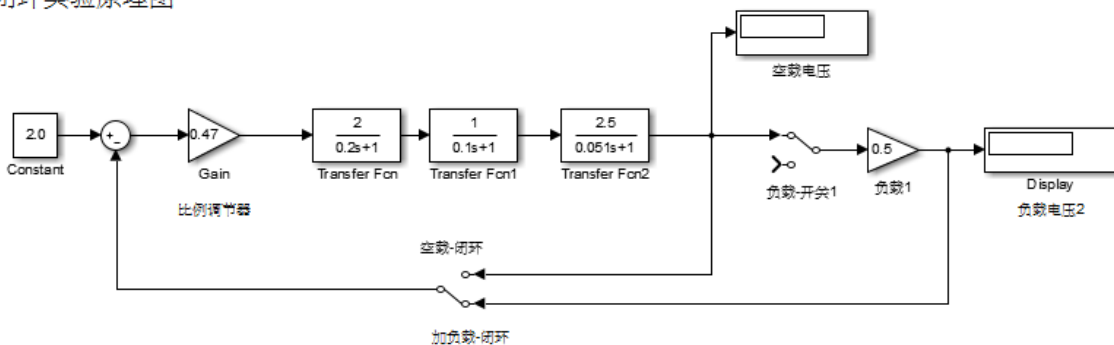 闭环实验原理图
空载电压
2.0
+
-
0.47
2
0.2s+1
1
0.1s+1
2.5
0.051s+1
0.5
Constant
Gain
Transfer Fcn
Transfer Fcn1
Transfer Fcn2
负载-开关1
负载1
Display
比例调节器
负载电压2
空载-闭环
加负载-闭环